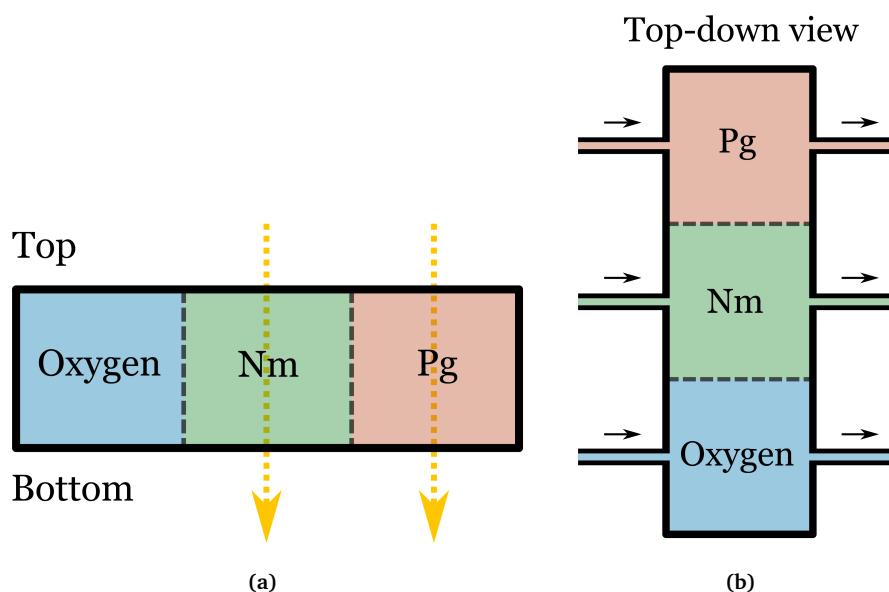 Top
Oxygen Nm Pg
Bottom
(a)
Top-down view
Pg
Nm
Oxygen
(b)